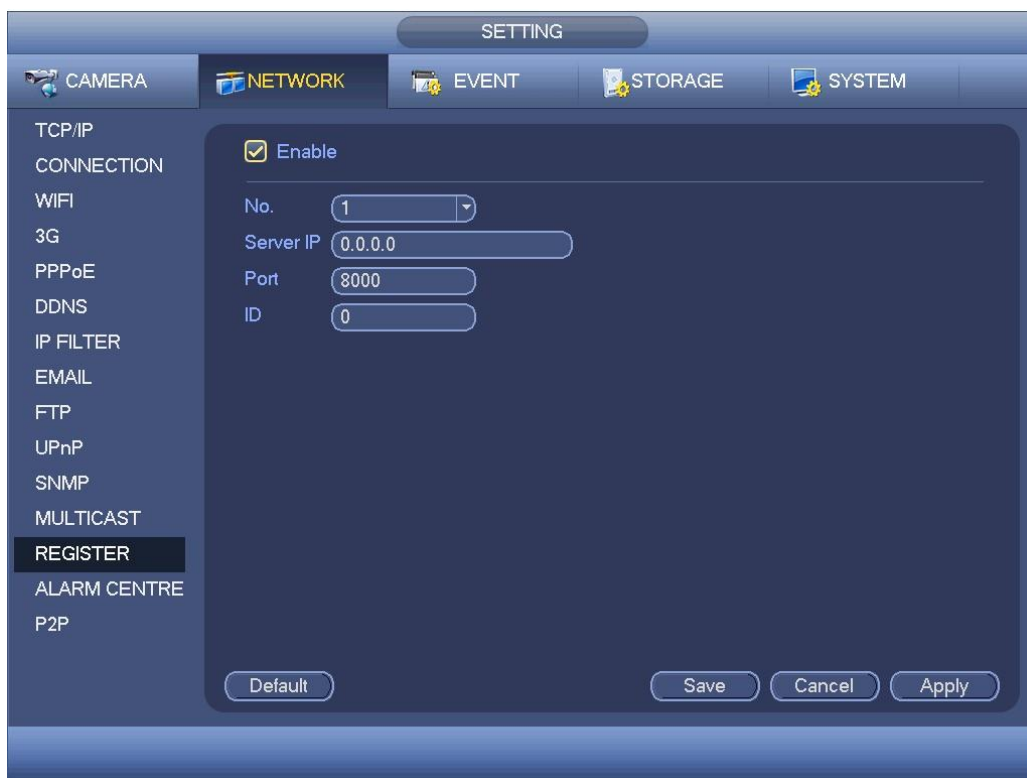 SETTING
CAMERA NETWORK EVENT STORAGE SYSTEM
TCP/IP
CONNECTION
WIFI
3G
PPPoE
DDNS
IP FILTER
EMAIL
FTP
UPnP
SNMP
MULTICAST
REGISTER
ALARM CENTRE
P2P
Enable
No. 1
Server IP 0.0.0.0
Port 8000
ID 0
Default Save Cancel Apply